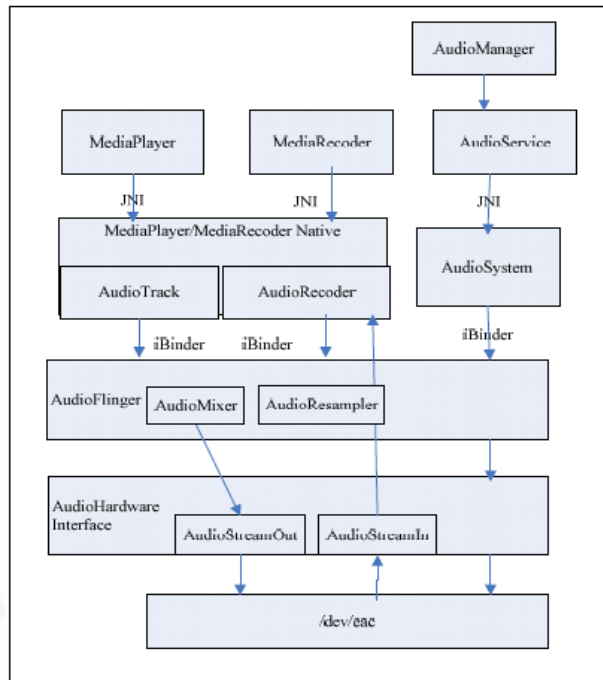 AudioManager
MediaPlayer
MediaRecoder
AudioService
JNI
JNI
JNI
MediaPlayer/MediaRecoder Native
AudioTrack
AudioRecoder
AudioSystem
iBinder
iBinder
iBinder
AudioFlinger
AudioMixer
AudioResampler
AudioHardware
Interface
AudioStreamOut
AudioStreamIn
/dev/eac